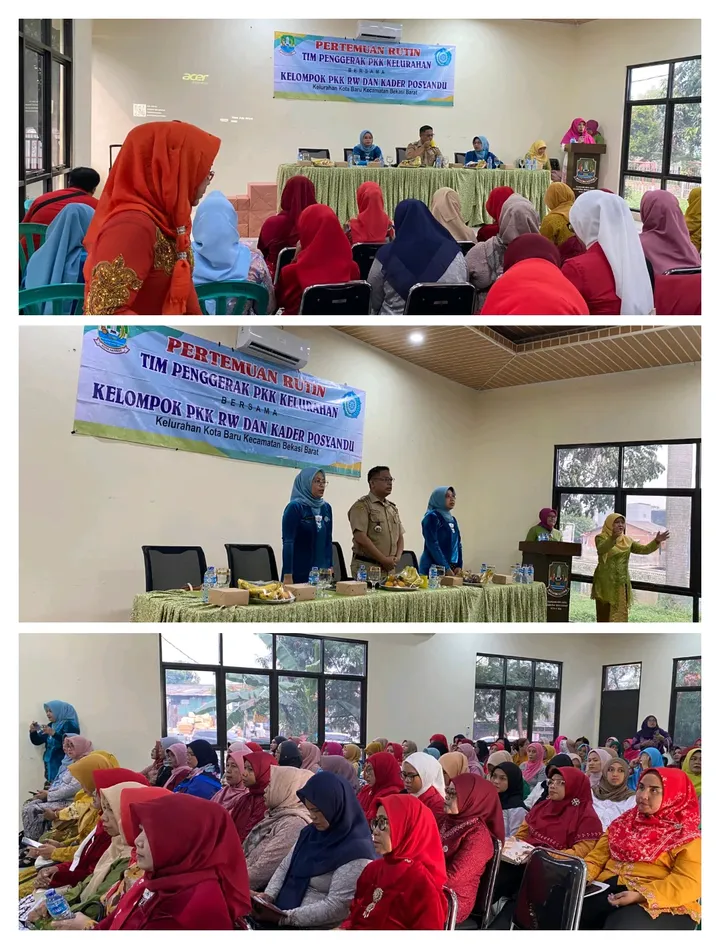 acer
PERTEMUAN RUTIN
TIM PENGGERAK PKK KELURAHAN
BERSAMA
KELOMPOK PKK RW DAN KADER POSYANDU
Kelurahan Kota Baru Kecamatan Bekasi Barat
PERTEMUAN RUTIN
TIM PENGGERAK PKK KELURAHAN
BERSAMA
KELOMPOK PKK RW DAN KADER POSYANDU
Kelurahan Kota Baru Kecamatan Bekasi Barat